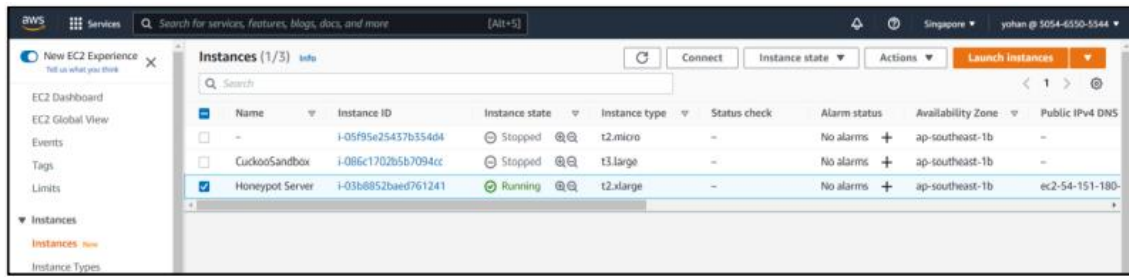 aws Services Search for services, features, blogs, docs, and more [Alt+S] Singapore ▼ yohan @ 5054-6550-5544 ▼
New EC2 Experience
Tell us what you think
EC2 Dashboard
EC2 Global View
Events
Tags
Limits
▼ Instances
Instances New
Instance Types
Instances (1/3) Info Connect Instance state ▼ Actions ▼ Launch instances ▼
Search < 1 >
Name Instance ID Instance state Instance type Status check Alarm status Availability Zone Public IPv4 DNS
– i-05f95e25437b354d4 Stopped t2.micro – No alarms + ap-southeast-1b –
CuckooSandbox i-086c1702b5b7094cc Stopped t3.large – No alarms + ap-southeast-1b –
Honeypot Server i-03b8852baed761241 Running t2.xlarge – No alarms + ap-southeast-1b ec2-54-151-180-